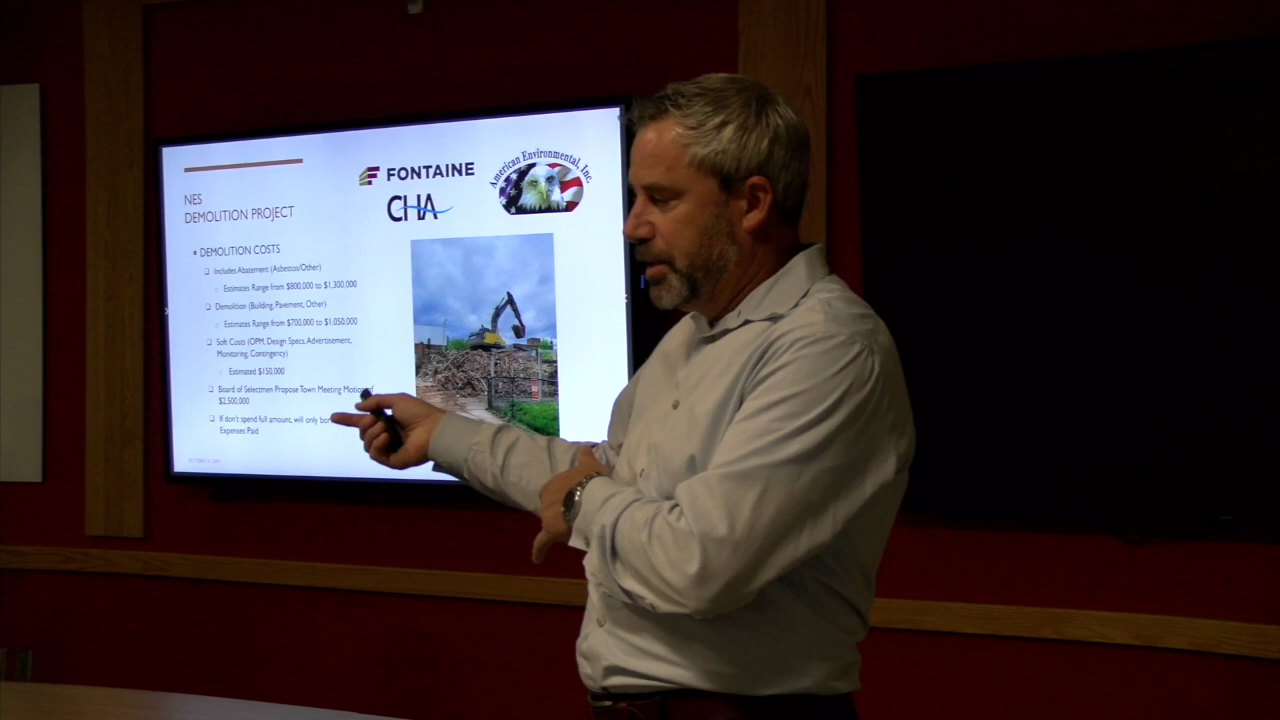 FONTAINE
CHA
American Environmental, Inc.
NES
DEMOLITION PROJECT
DEMOLITION COSTS
Includes Abatement (Asbestos/Other)
Estimates Range from $800,000 to $1,300,000
Demolition (Building, Pavement, Other)
Estimates Range from $700,000 to $1,050,000
Soft Costs (OPM, Design Specs, Advertisement,
Monitoring, Contingency)
Estimated $150,000
Board of Selectmen Propose Town Meeting Motion of
$2,500,000
If don't spend full amount, will only
Expenses Paid